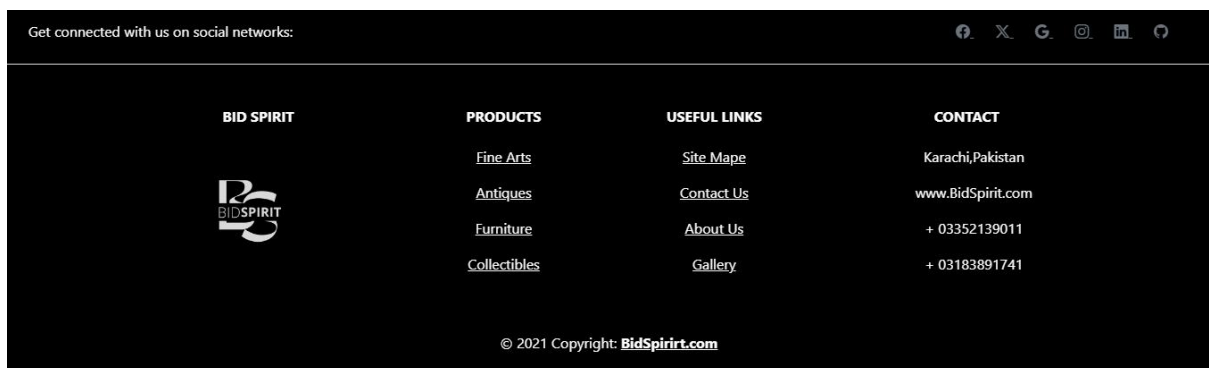 Get connected with us on social networks:
BID SPIRIT
BIDSPIRIT
PRODUCTS
Fine Arts
Antiques
Furniture
Collectibles
USEFUL LINKS
Site Mape
Contact Us
About Us
Gallery
CONTACT
Karachi,Pakistan
www.BidSpirit.com
+ 03352139011
+ 03183891741
© 2021 Copyright: BidSpirirt.com